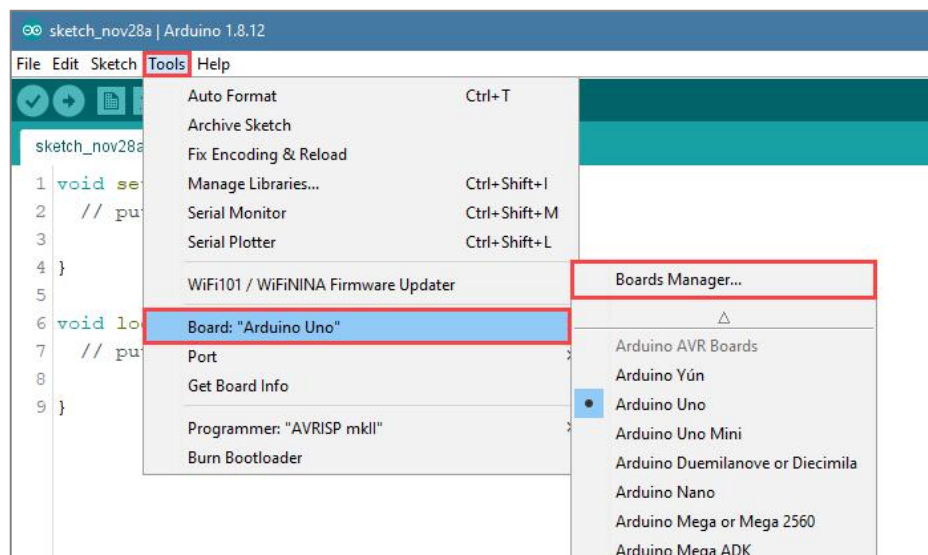 sketch_nov28a | Arduino 1.8.12
File Edit Sketch Tools Help
sketch_nov28a
Auto Format Ctrl+T
Archive Sketch
Fix Encoding & Reload
Manage Libraries... Ctrl+Shift+I
Serial Monitor Ctrl+Shift+M
Serial Plotter Ctrl+Shift+L
WiFi101 / WiFiNINA Firmware Updater
Board: "Arduino Uno"
Port
Get Board Info
Programmer: "AVRISP mkII"
Burn Bootloader
1 void se
2 // pu
3
4 }
5
6 void lo
7 // pu
8
9 }
Boards Manager...
Arduino AVR Boards
Arduino Yún
Arduino Uno
Arduino Uno Mini
Arduino Duemilanove or Diecimila
Arduino Nano
Arduino Mega or Mega 2560
Arduino Mega ADK